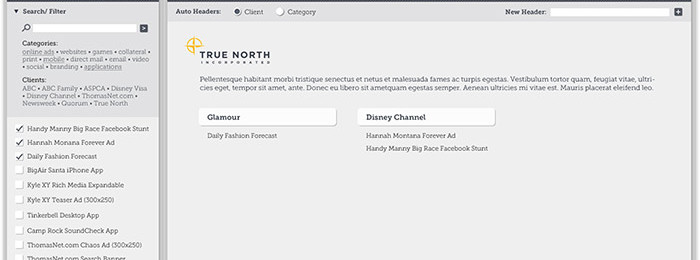 Search/ Filter
Categories:
online ads • websites • games • collateral •
print • mobile • direct mail • email • video
• social • branding • applications
Clients:
ABC • ABC Family • ASPCA • Disney Visa
• Disney Channel • ThomasNet.com •
Newsweek • Quorum • True North
Handy Manny Big Race Facebook Stunt
Hannah Monana Forever Ad
Daily Fashion Forecast
BigAir Santa iPhone App
Kyle XY Rich Media Expandable
Kyle XY Teaser Ad (300x250)
Tinkerbell Desktop App
Camp Rock SoundCheck App
ThomasNet.com Chaos Ad (300x250)
ThomasNet.com Search Banner
Auto Headers: Client Category
New Header:
TRUE NORTH
INCORPORATED
Pellentesque habitant morbi tristique senectus et netus et malesuada fames ac turpis egestas. Vestibulum tortor quam, feugiat vitae, ultri-
cies eget, tempor sit amet, ante. Donec eu libero sit ametquam egestas semper. Aenean ultricies mi vitae est. Mauris placerat eleifend leo.
Glamour
Daily Fashion Forecast
Disney Channel
Hannah Montana Forever Ad
Handy Manny Big Race Facebook Stunt